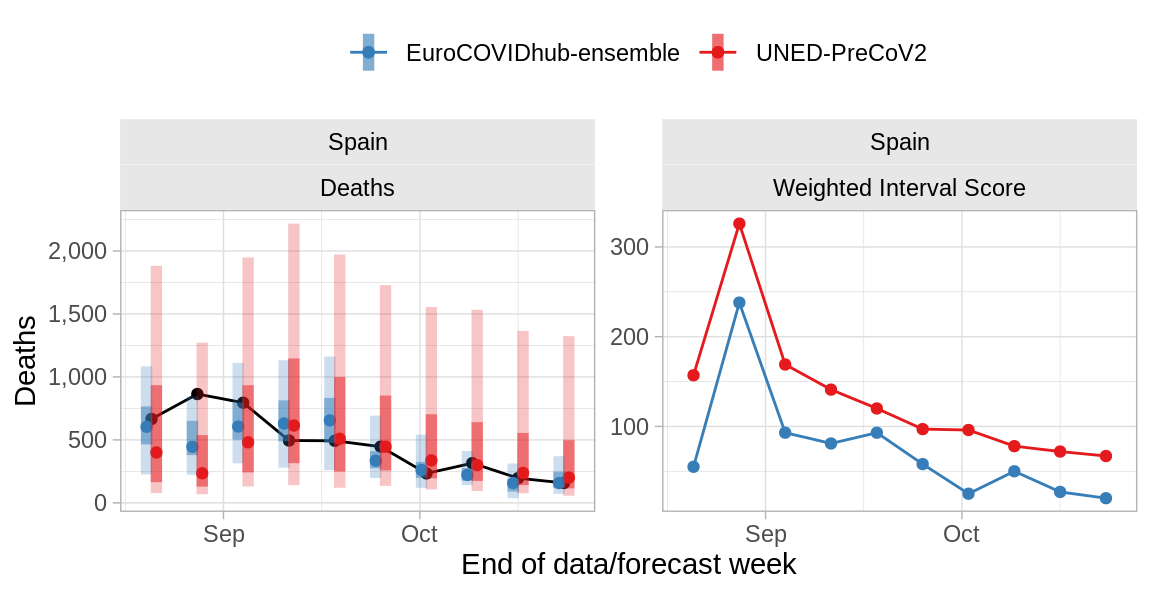 EuroCOVIDhub-ensemble UNED-PreCoV2
Spain
Deaths
Deaths
2,000
1,500
1,000
500
0
Sep Oct
Spain
Weighted Interval Score
300
200
100
Sep Oct
End of data/forecast week